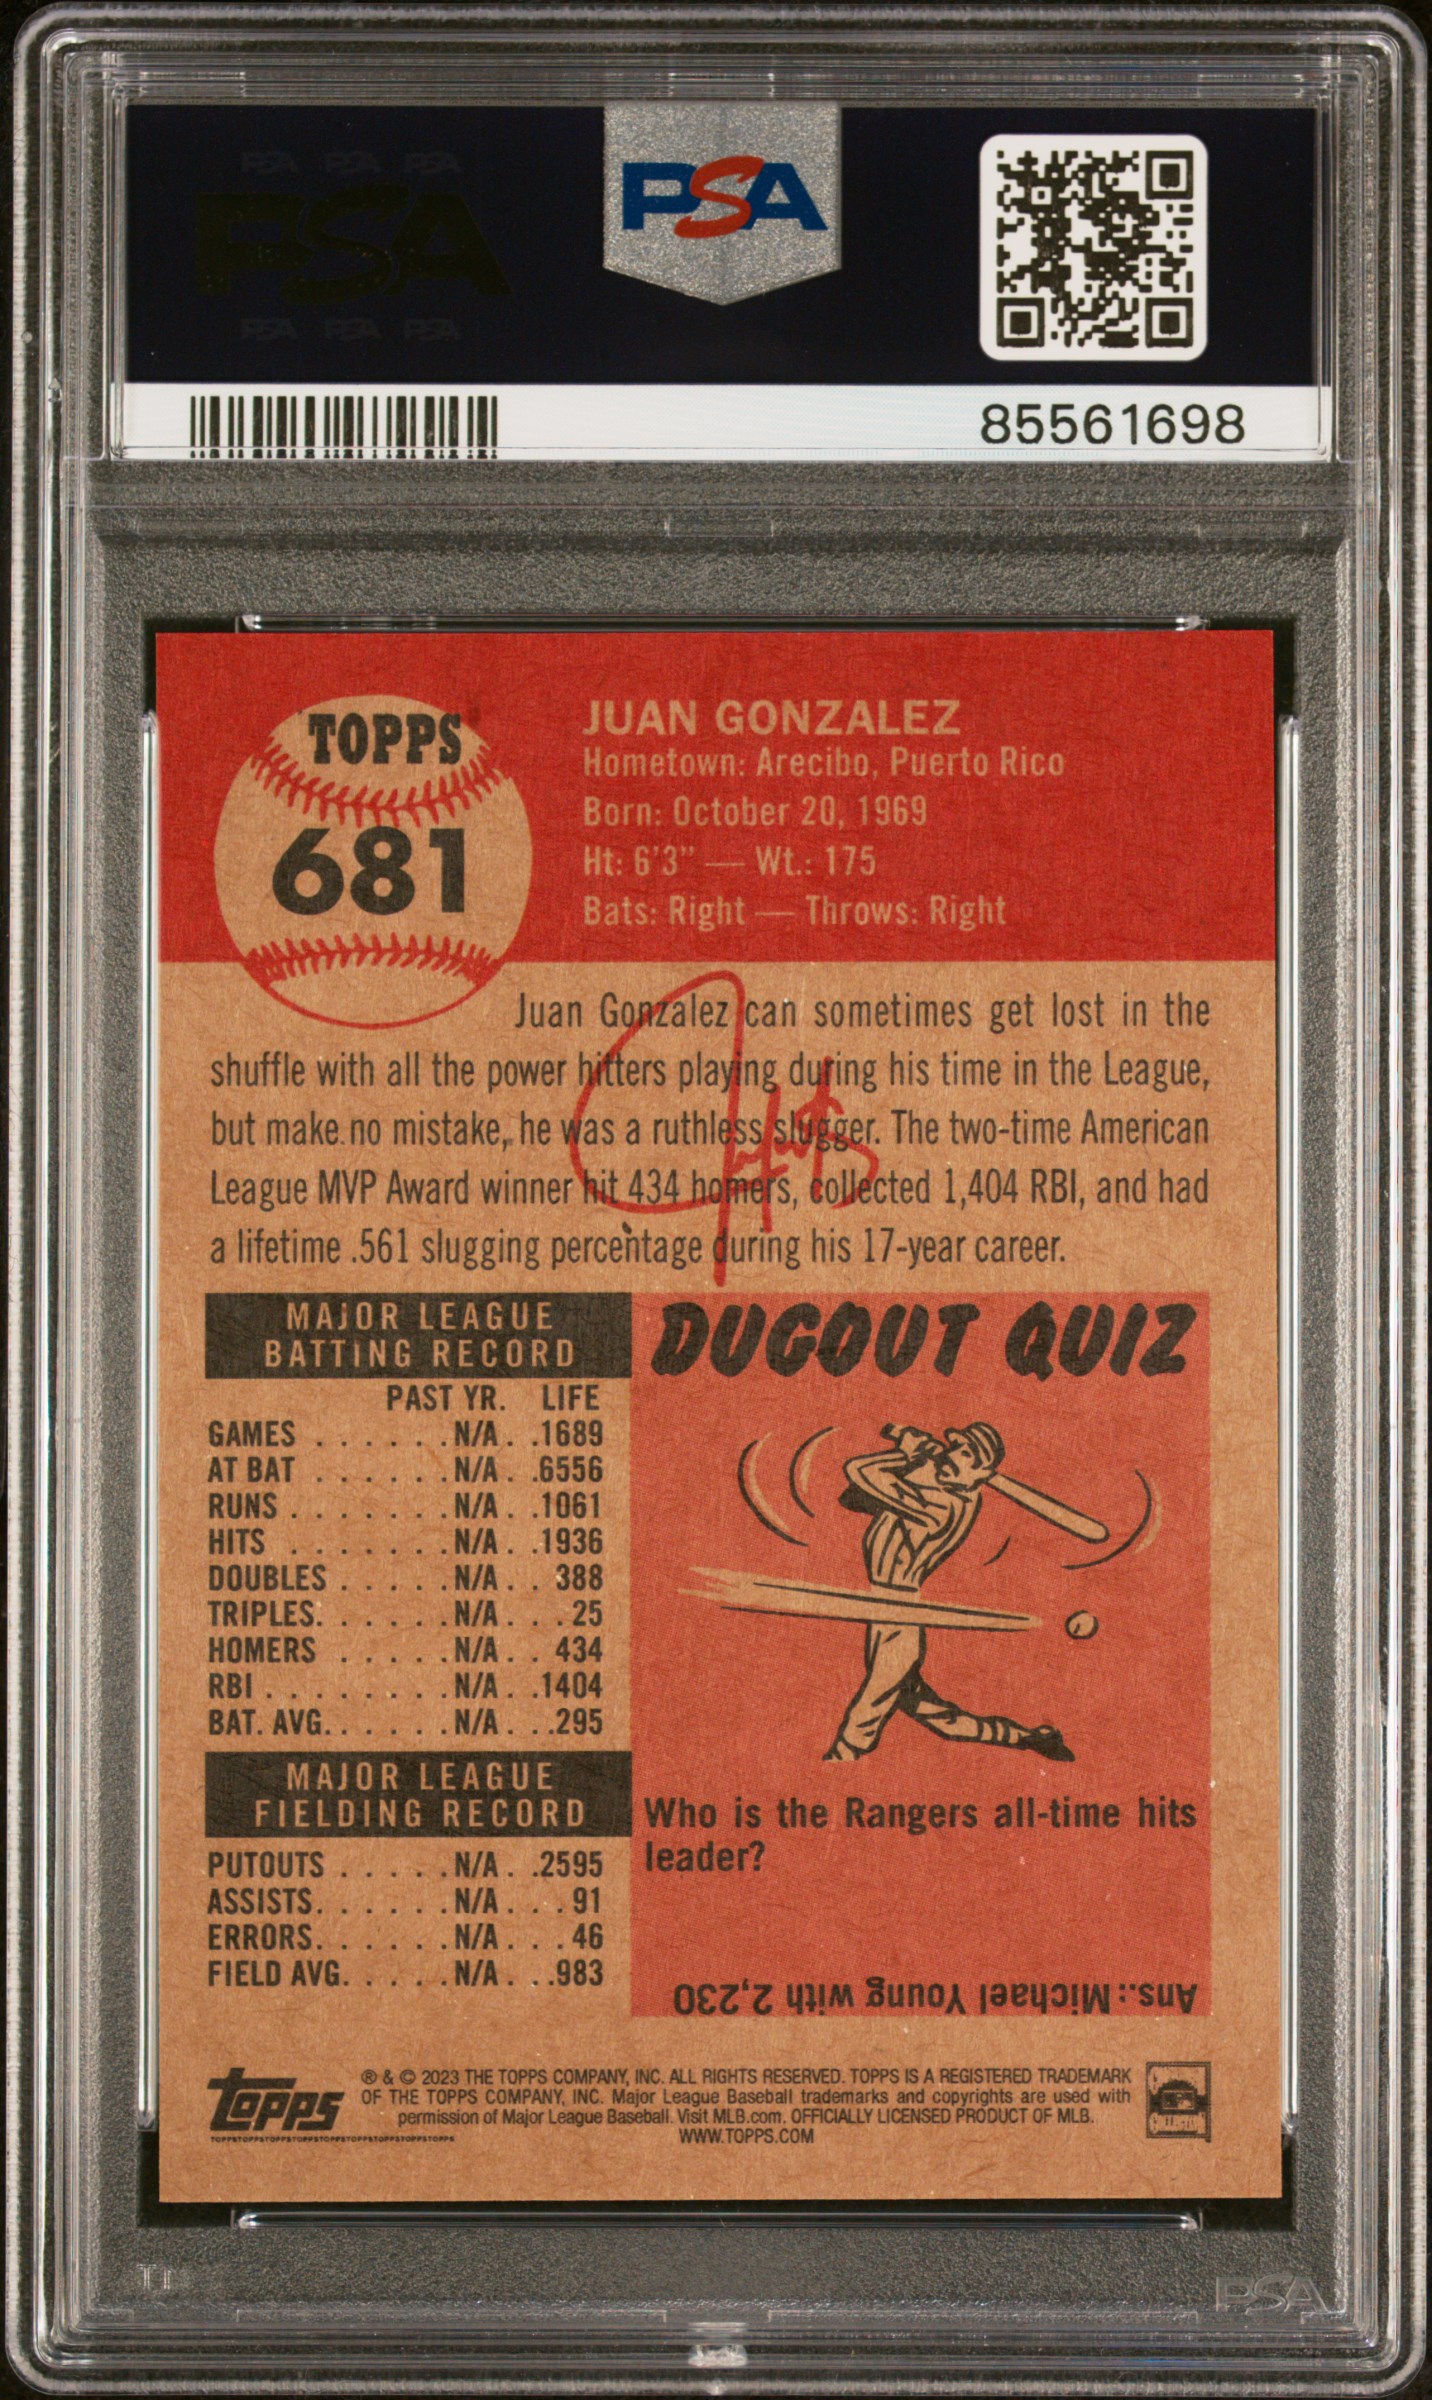 PSA PSA PSA
PSA
PSA PSA PSA
PSA
85561698
TOPPS
681
JUAN GONZALEZ
Hometown: Arecibo, Puerto Rico
Born: October 20, 1969
Ht: 6'3" — Wt.: 175
Bats: Right — Throws: Right
Juan Gonzalez can sometimes get lost in the
shuffle with all the power hitters playing during his time in the League,
but make no mistake, he was a ruthless slugger. The two-time American
League MVP Award winner hit 434 homers, collected 1,404 RBI, and had
a lifetime .561 slugging percentage during his 17-year career.
MAJOR LEAGUE
BATTING RECORD
PAST YR. LIFE
GAMES . . . . . . N/A . . 1689
AT BAT . . . . . . N/A . . 6556
RUNS . . . . . . . N/A . . 1061
HITS . . . . . . . N/A . . 1936
DOUBLES . . . . . N/A . . 388
TRIPLES. . . . . . N/A . . . 25
HOMERS . . . . . N/A . . 434
RBI . . . . . . . . N/A . . 1404
BAT. AVG. . . . . . N/A . . .295
MAJOR LEAGUE
FIELDING RECORD
PUTOUTS . . . . . N/A . . 2595
ASSISTS. . . . . . N/A . . . 91
ERRORS. . . . . . N/A . . . 46
FIELD AVG. . . . . N/A . . .983
DUGOUT QUIZ
Who is the Rangers all-time hits
leader?
Ans.: Michael Young with 2,230
topps
® & © 2023 THE TOPPS COMPANY, INC. ALL RIGHTS RESERVED. TOPPS IS A REGISTERED TRADEMARK
OF THE TOPPS COMPANY, INC. Major League Baseball trademarks and copyrights are used with
permission of Major League Baseball. Visit MLB.com. OFFICIALLY LICENSED PRODUCT OF MLB.
WWW.TOPPS.COM
PSA